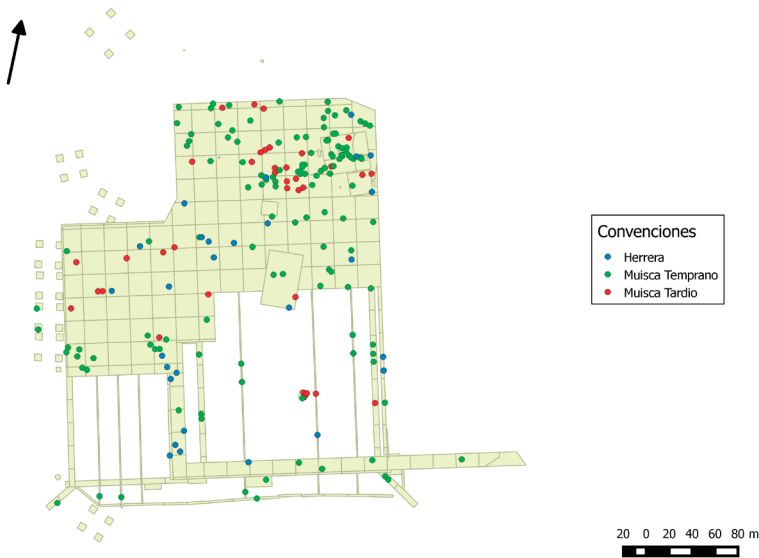 Convenciones
Herrera
Muisca Temprano
Muisca Tardio
20 0 20 40 60 80 m